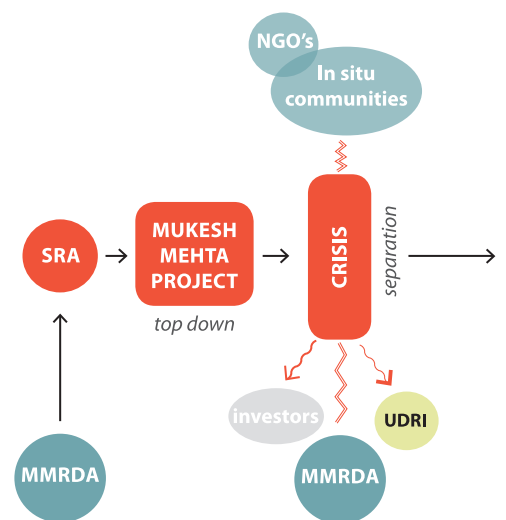 NGO's
In situ
communities
SRA
MUKESH
MEHTA
PROJECT
top down
CRISIS
separation
investors
UDRI
MMRDA
MMRDA